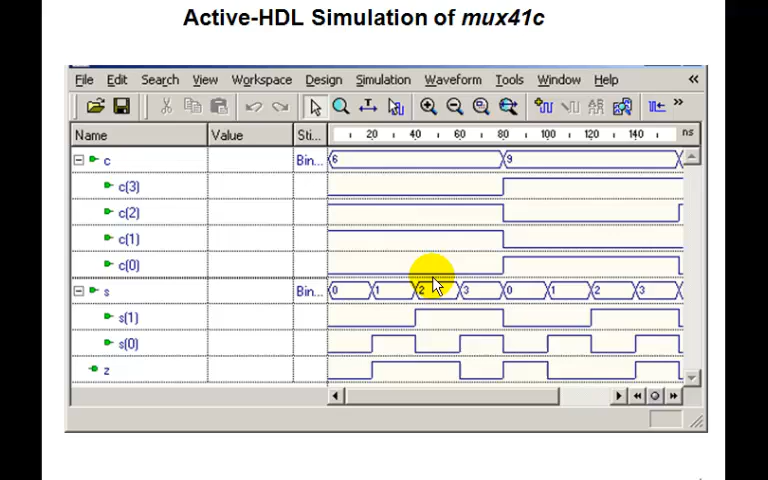 Active-HDL Simulation of mux41c
File Edit Search View Workspace Design Simulation Waveform Tools Window Help
Name Value Sti... 20 40 60 80 100 120 140 ns
c Bin... 6 9
c(3)
c(2)
c(1)
c(0)
s Bin... 0 1 2 3 0 1 2 3
s(1)
s(0)
z